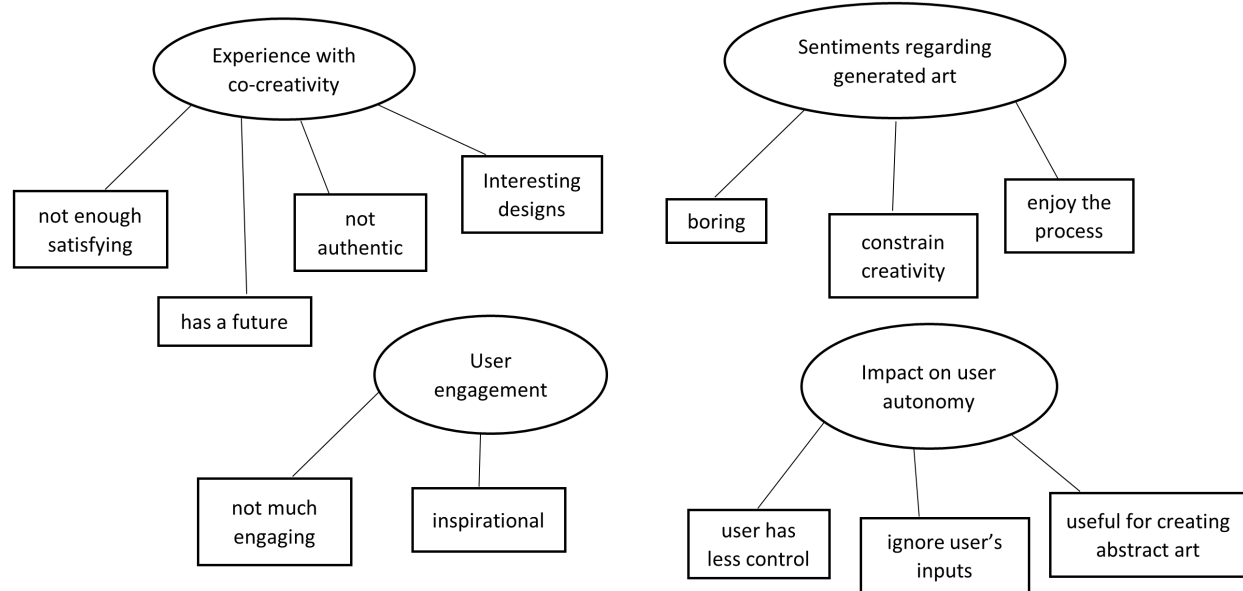 Experience with
co-creativity
not enough
satisfying
has a future
not
authentic
Interesting
designs
Sentiments regarding
generated art
boring
constrain
creativity
enjoy the
process
User
engagement
not much
engaging
inspirational
Impact on user
autonomy
user has
less control
ignore user’s
inputs
useful for creating
abstract art